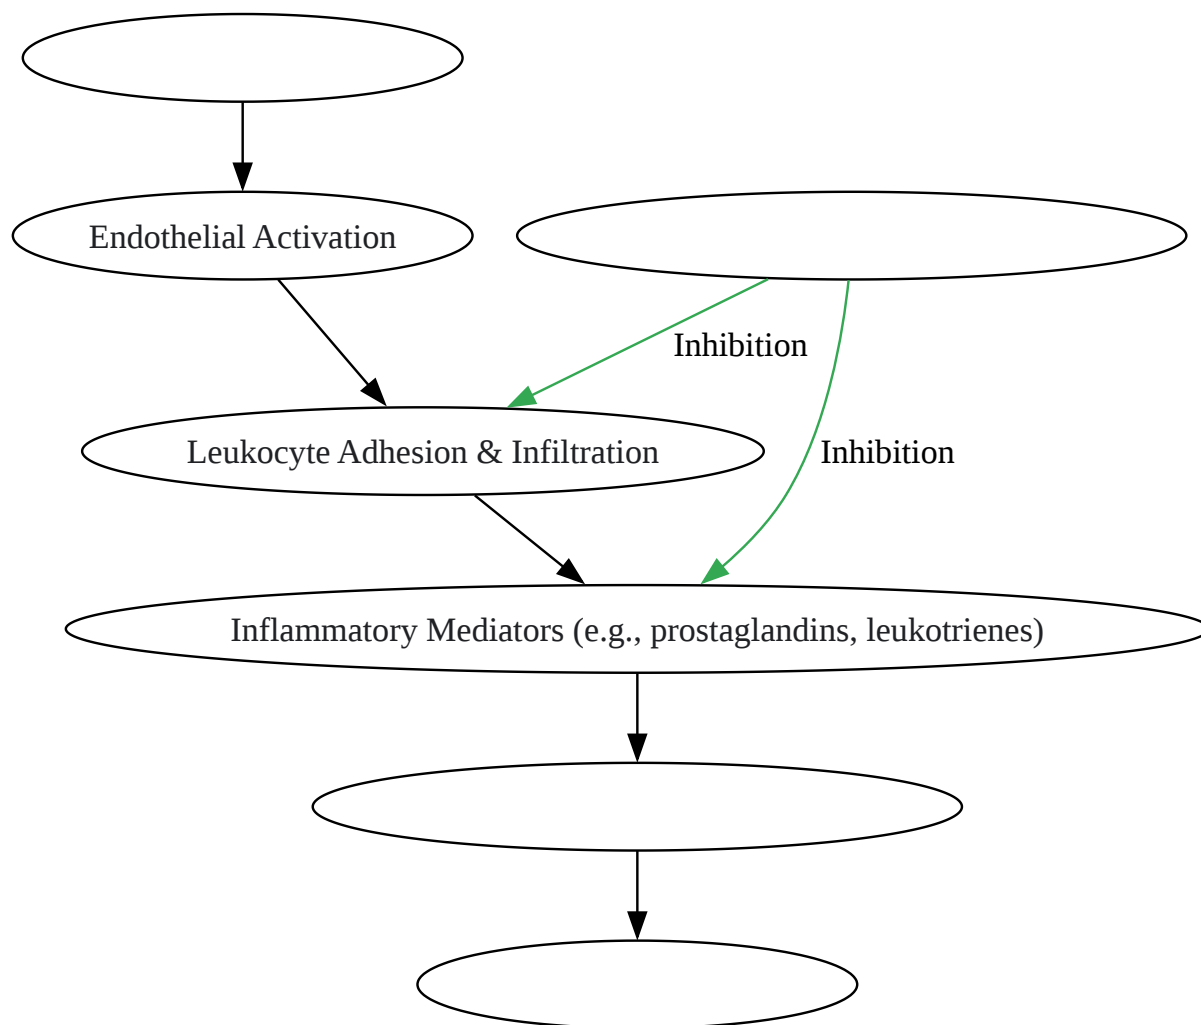 Endothelial Activation
Inhibition
Leukocyte Adhesion & Infiltration
Inhibition
Inflammatory Mediators (e.g., prostaglandins, leukotrienes)